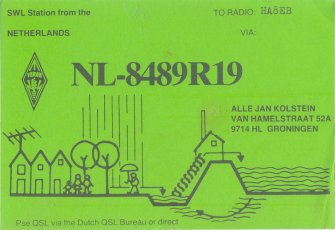 SWL Station from the
NETHERLANDS
TO RADIO: HA8EB
VIA:
NL-8489R19
ALLE JAN KOLSTEIN
VAN HAMELSTRAAT 52A
9714 HL GRONINGEN
Pse QSL via the Dutch QSL Bureau or direct